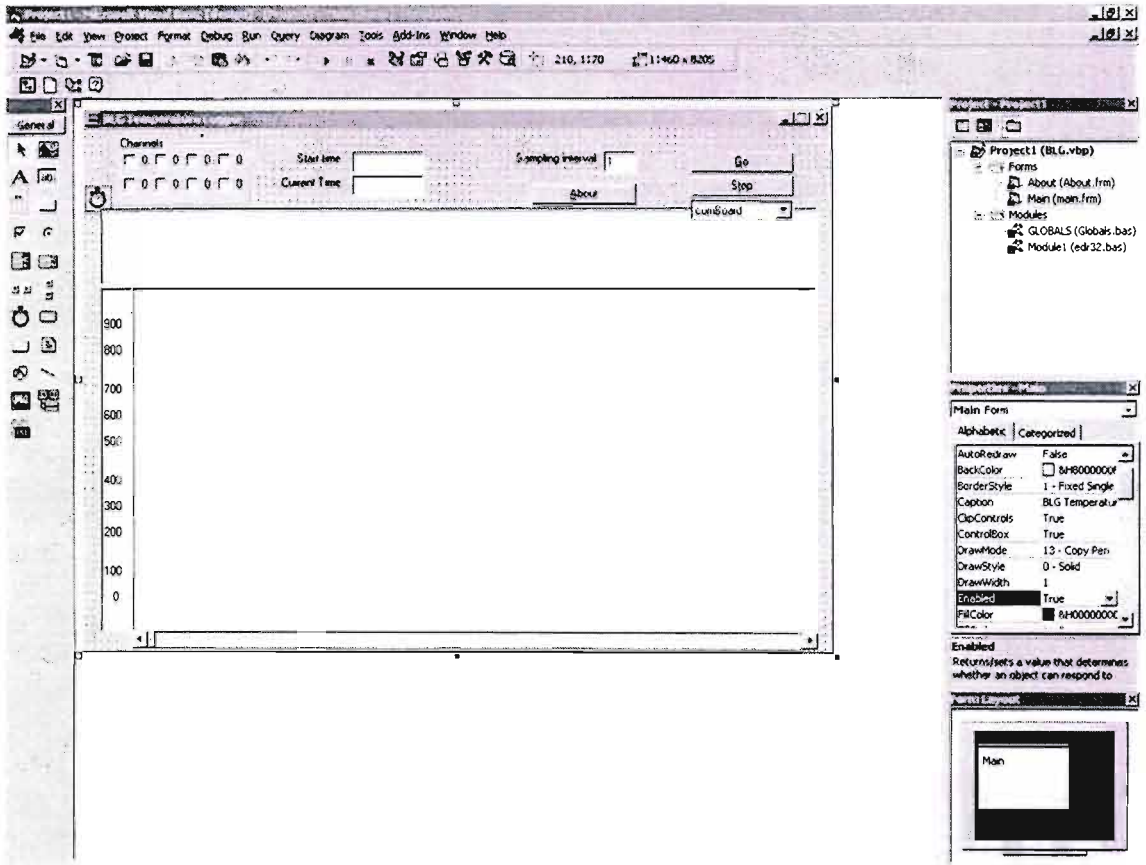 File Edit View Project Format Debug Run Query Diagram Tools Add-Ins Window Help
210, 1170 11460 x 8205
General
Channels
0 0 0 0
0 0 0 0
Start time
Current Time
Sampling interval 1
About
Go
Stop
comBoard
900
800
700
600
500
400
300
200
100
0
Project1 (BLG.vbp)
Forms
About (About.frm)
Main (main.frm)
Modules
GLOBALS (Globals.bas)
Module1 (edr32.bas)
Main Form
Alphabetic Categorized
AutoRedraw False
BackColor &H8000000F
BorderStyle 1 - Fixed Single
Caption BLG Temperatur
ClipControls True
ControlBox True
DrawMode 13 - Copy Pen
DrawStyle 0 - Solid
DrawWidth 1
Enabled True
FillColor &H0000000C
Enabled
Returns/sets a value that determines
whether an object can respond to
Main